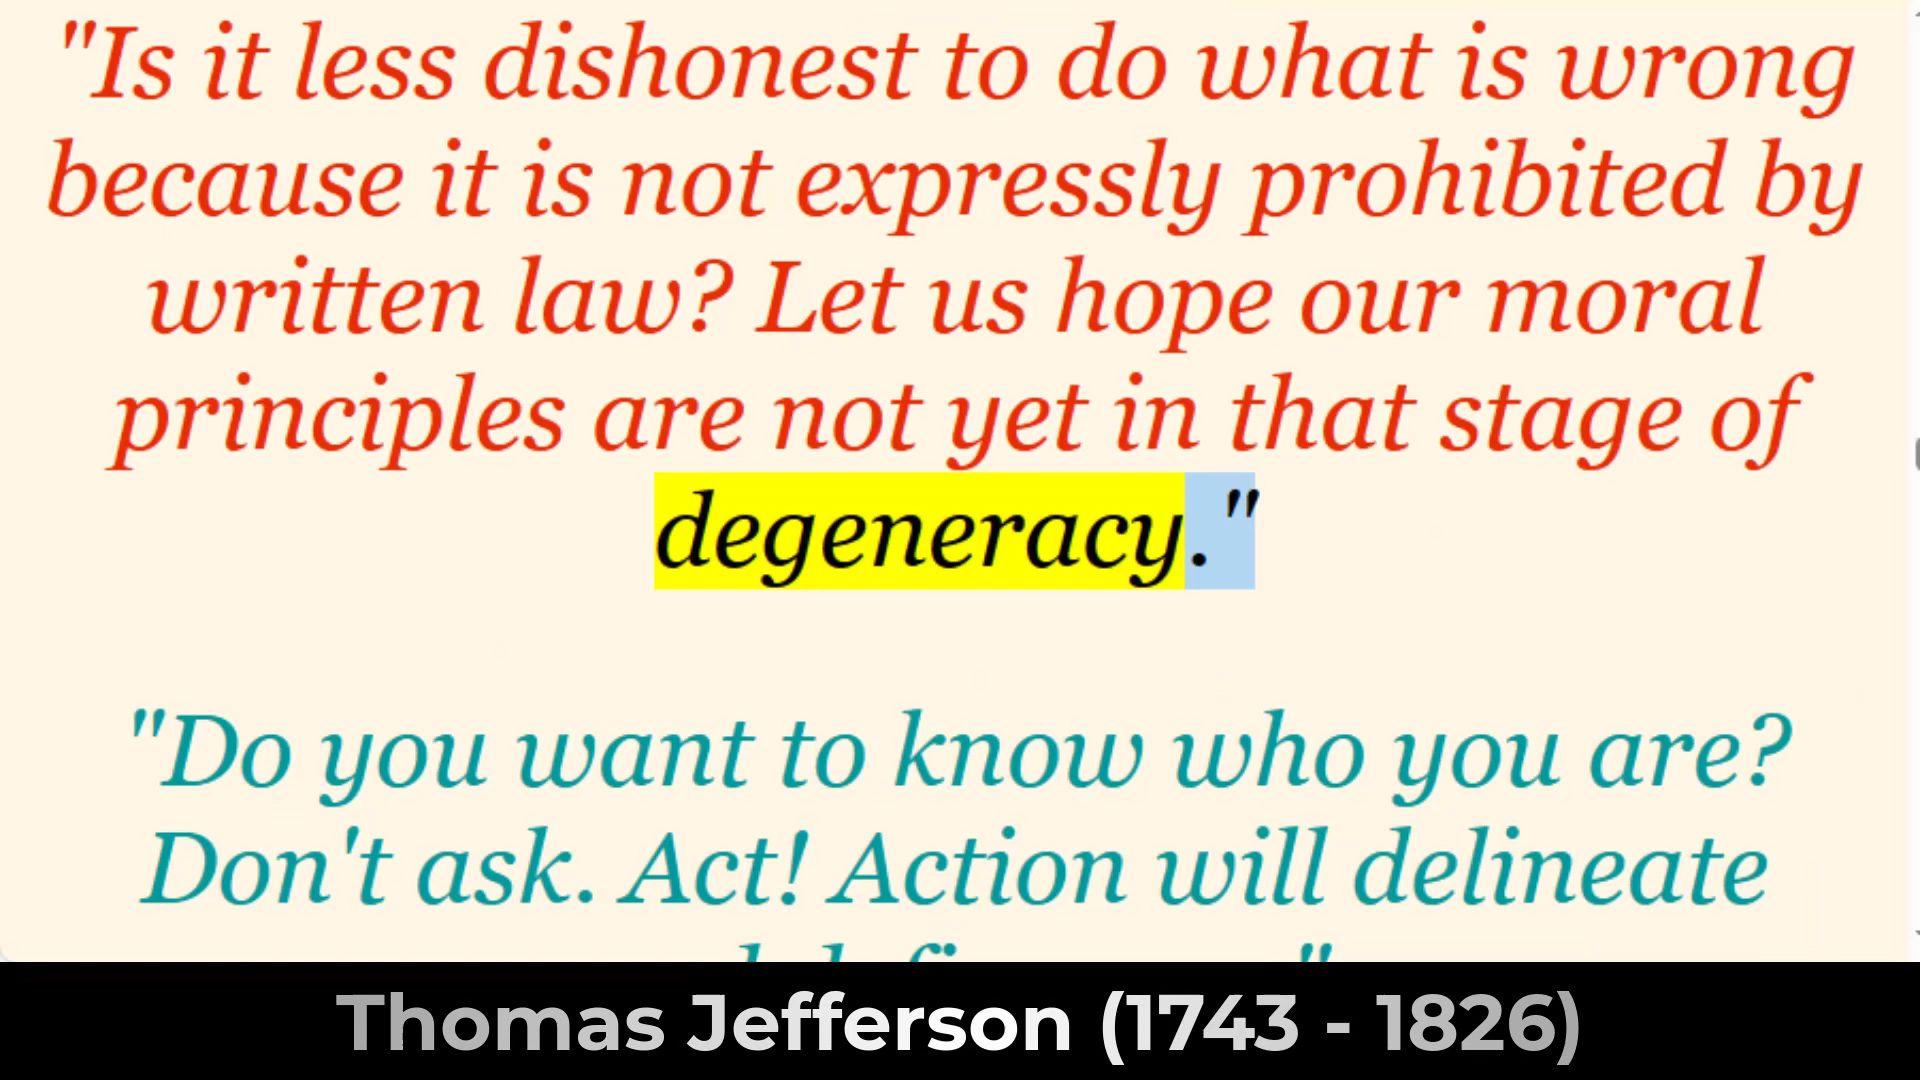 "Is it less dishonest to do what is wrong
because it is not expressly prohibited by
written law? Let us hope our moral
principles are not yet in that stage of
degeneracy."
"Do you want to know who you are?
Don't ask. Act! Action will delineate
Thomas Jefferson (1743 - 1826)